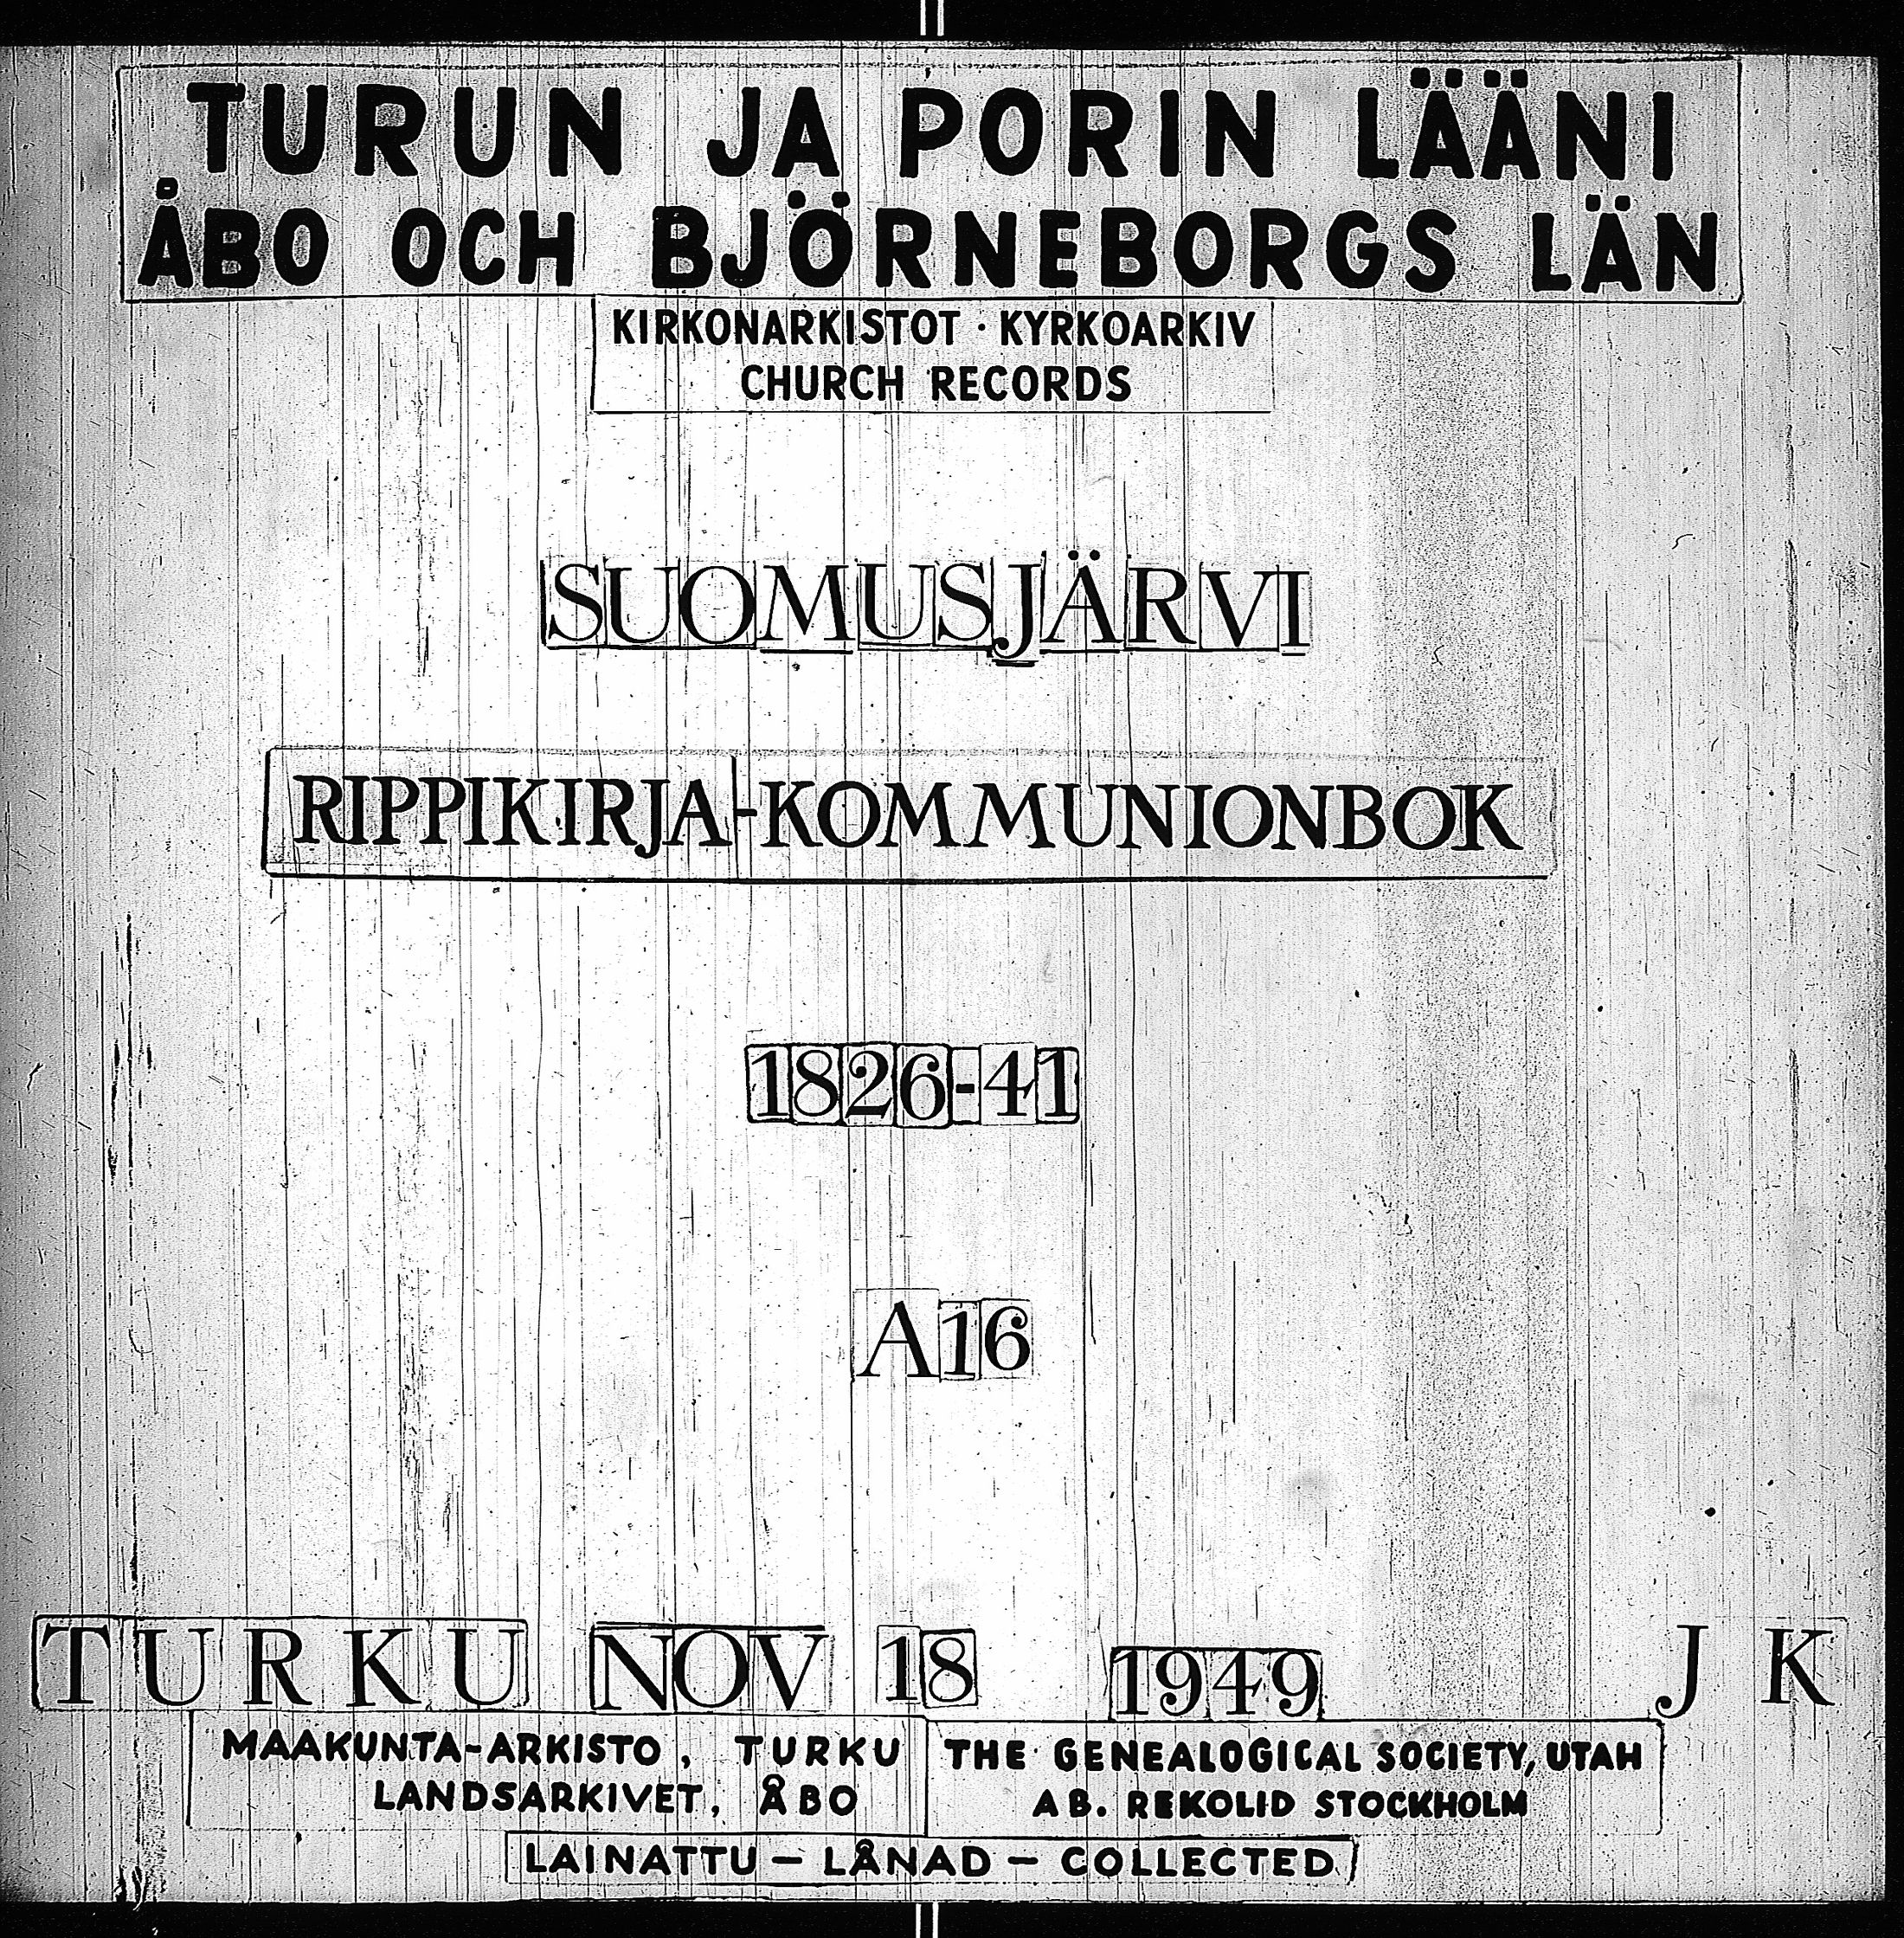 TURUN JA PORIN LÄÄNI
ÅBO OCH BJÖRNEBORGS LÄN
KIRKONARKISTOT · KYRKOARKIV
CHURCH RECORDS
SUOMUSJÄRVI
RIPPIKIRJA-KOMMUNIONBOK
1826-41
A16
TURKU NOV 18 1949 J K
MAAKUNTA-ARKISTO, TURKU
LANDSARKIVET, ÅBO
THE GENEALOGICAL SOCIETY, UTAH
AB. REKOLID STOCKHOLM
LAINATTU – LÅNAD – COLLECTED